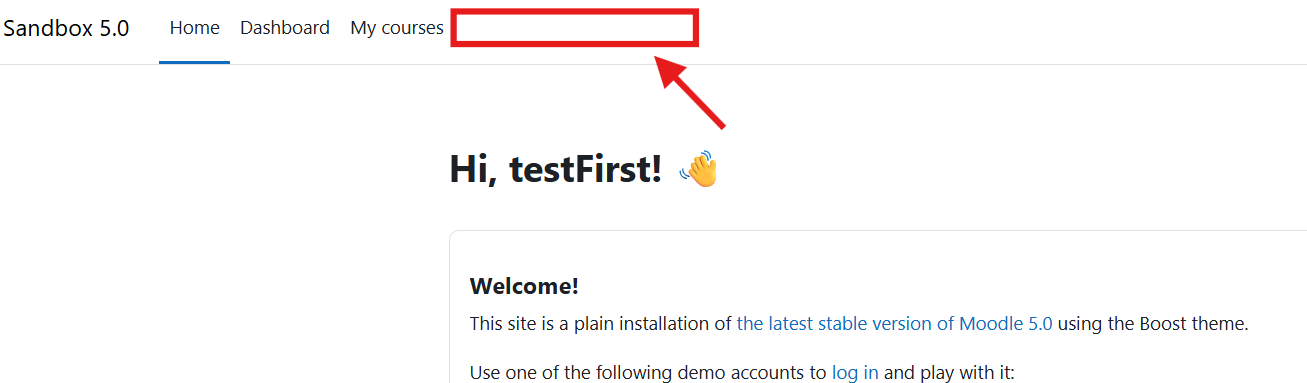 Sandbox 5.0 Home Dashboard My courses
Hi, testFirst! 👋
Welcome!
This site is a plain installation of the latest stable version of Moodle 5.0 using the Boost theme.
Use one of the following demo accounts to log in and play with it: